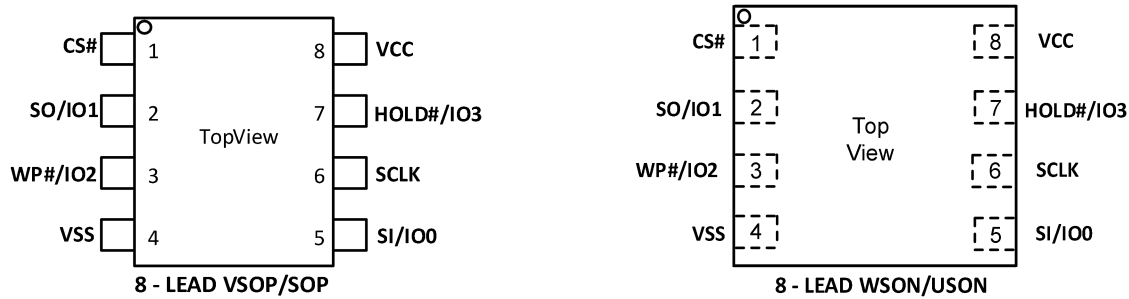 CS# 1 8 VCC
SO/IO1 2 7 HOLD#/IO3
TopView
WP#/IO2 3 6 SCLK
VSS 4 5 SI/IO0
8 - LEAD VSOP/SOP
CS# 1 8 VCC
SO/IO1 2 7 HOLD#/IO3
Top
View
WP#/IO2 3 6 SCLK
VSS 4 5 SI/IO0
8 - LEAD WSON/USON